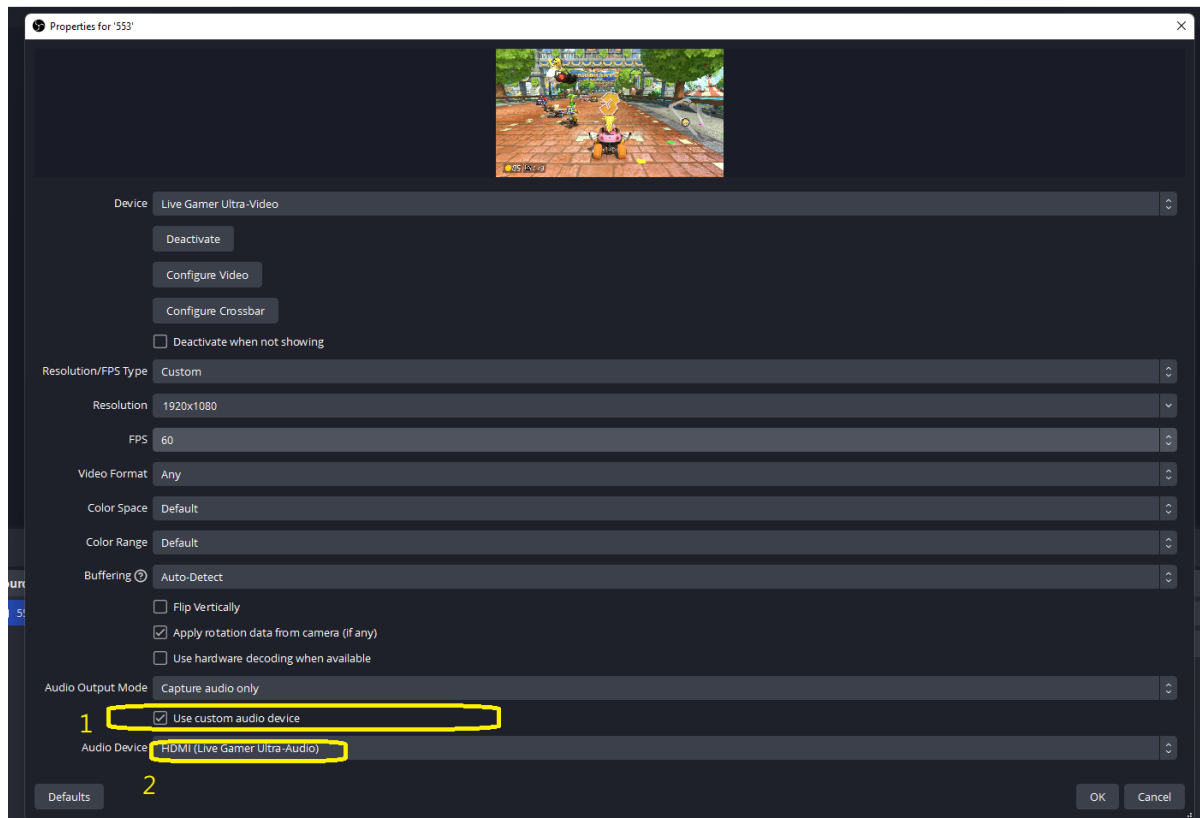 Properties for '553'
05
Device Live Gamer Ultra-Video
Deactivate
Configure Video
Configure Crossbar
Deactivate when not showing
Resolution/FPS Type Custom
Resolution 1920x1080
FPS 60
Video Format Any
Color Space Default
Color Range Default
Buffering ? Auto-Detect
Flip Vertically
Apply rotation data from camera (if any)
Use hardware decoding when available
Audio Output Mode Capture audio only
1 Use custom audio device
Audio Device HDMI (Live Gamer Ultra-Audio)
2
Defaults OK Cancel